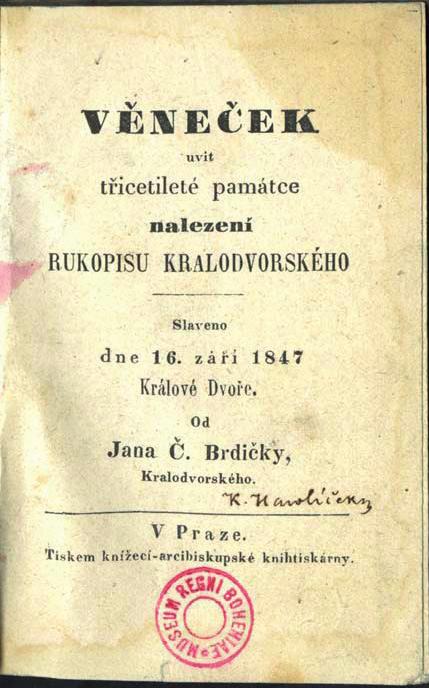 VĚNEČEK
uvit
třicetileté památce
nalezení
RUKOPISU KRALODVORSKÉHO
Slaveno
dne 16. září 1847
Králové Dvoře.
Od
Jana Č. Brdičky,
Kralodvorského.
K. Hawlíček
V Praze.
Tiskem knížecí-arcibiskupské knihtiskárny.
MUSEUM REGNI BOHEMIAE